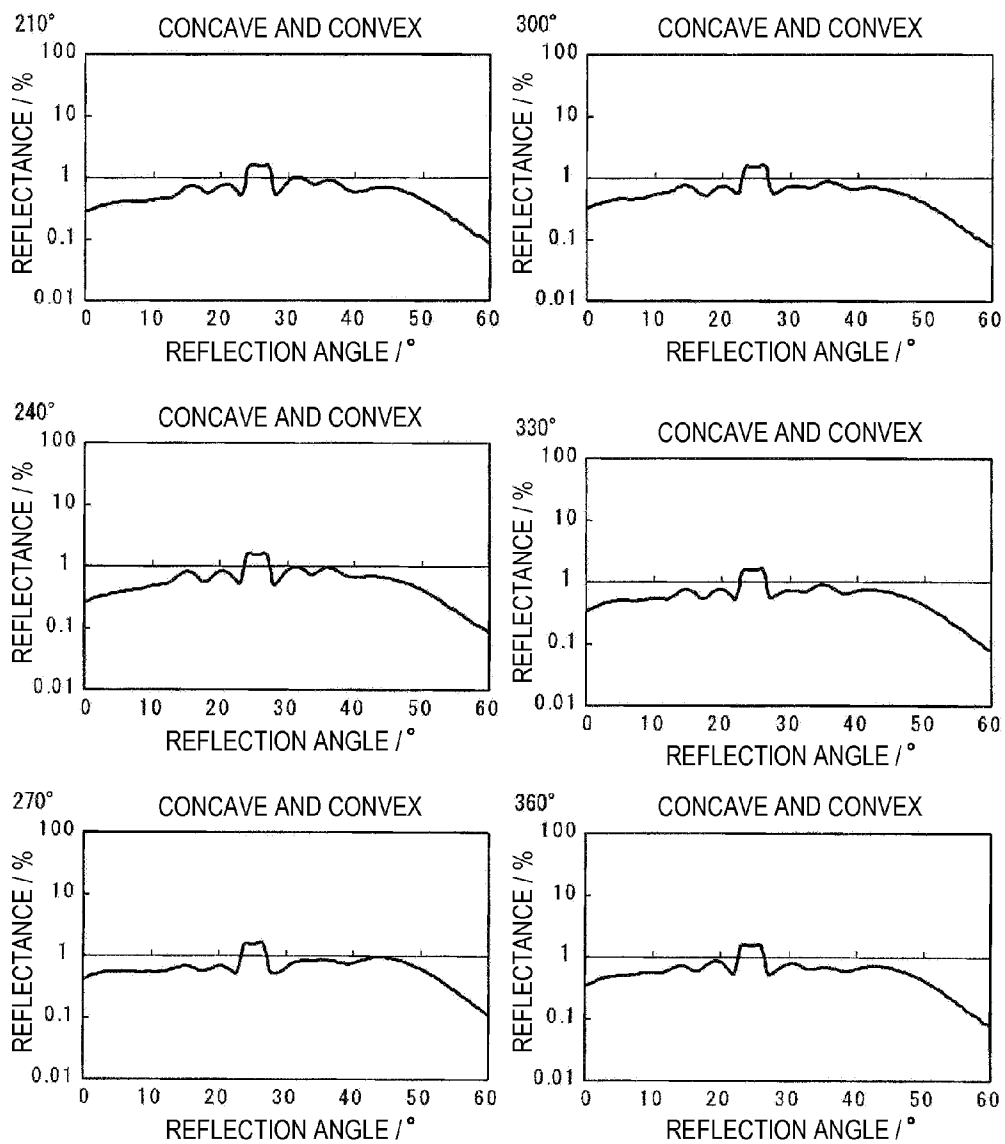 210° CONCAVE AND CONVEX
100
10
1
0.1
0.01
REFLECTANCE / %
0 10 20 30 40 50 60
REFLECTION ANGLE / °
300° CONCAVE AND CONVEX
100
10
1
0.1
0.01
REFLECTANCE / %
0 10 20 30 40 50 60
REFLECTION ANGLE / °
240° CONCAVE AND CONVEX
100
10
1
0.1
0.01
REFLECTANCE / %
0 10 20 30 40 50 60
REFLECTION ANGLE / °
330° CONCAVE AND CONVEX
100
10
1
0.1
0.01
REFLECTANCE / %
0 10 20 30 40 50 60
REFLECTION ANGLE / °
270° CONCAVE AND CONVEX
100
10
1
0.1
0.01
REFLECTANCE / %
0 10 20 30 40 50 60
REFLECTION ANGLE / °
360° CONCAVE AND CONVEX
100
10
1
0.1
0.01
REFLECTANCE / %
0 10 20 30 40 50 60
REFLECTION ANGLE / °